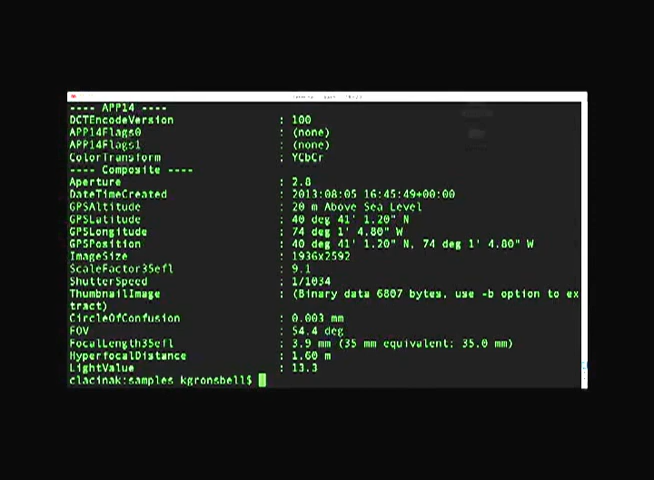 ---- APP14 ----
DCTEncodeVersion : 100
APP14Flags0 : (none)
APP14Flags1 : (none)
ColorTransform : YCbCr
---- Composite ----
Aperture : 2.8
DateTimeCreated : 2013:08:05 16:45:49+00:00
GPSAltitude : 20 m Above Sea Level
GPSLatitude : 40 deg 41' 1.20" N
GPSLongitude : 74 deg 1' 4.80" W
GPSPosition : 40 deg 41' 1.20" N, 74 deg 1' 4.80" W
ImageSize : 1936x2592
ScaleFactor35efl : 9.1
ShutterSpeed : 1/1034
ThumbnailImage : (Binary data 6807 bytes, use -b option to ex
tract)
CircleOfConfusion : 0.003 mm
FOV : 54.4 deg
FocalLength35efl : 3.9 mm (35 mm equivalent: 35.0 mm)
HyperfocalDistance : 1.60 m
LightValue : 13.3
clacinak:samples kgronsbell$